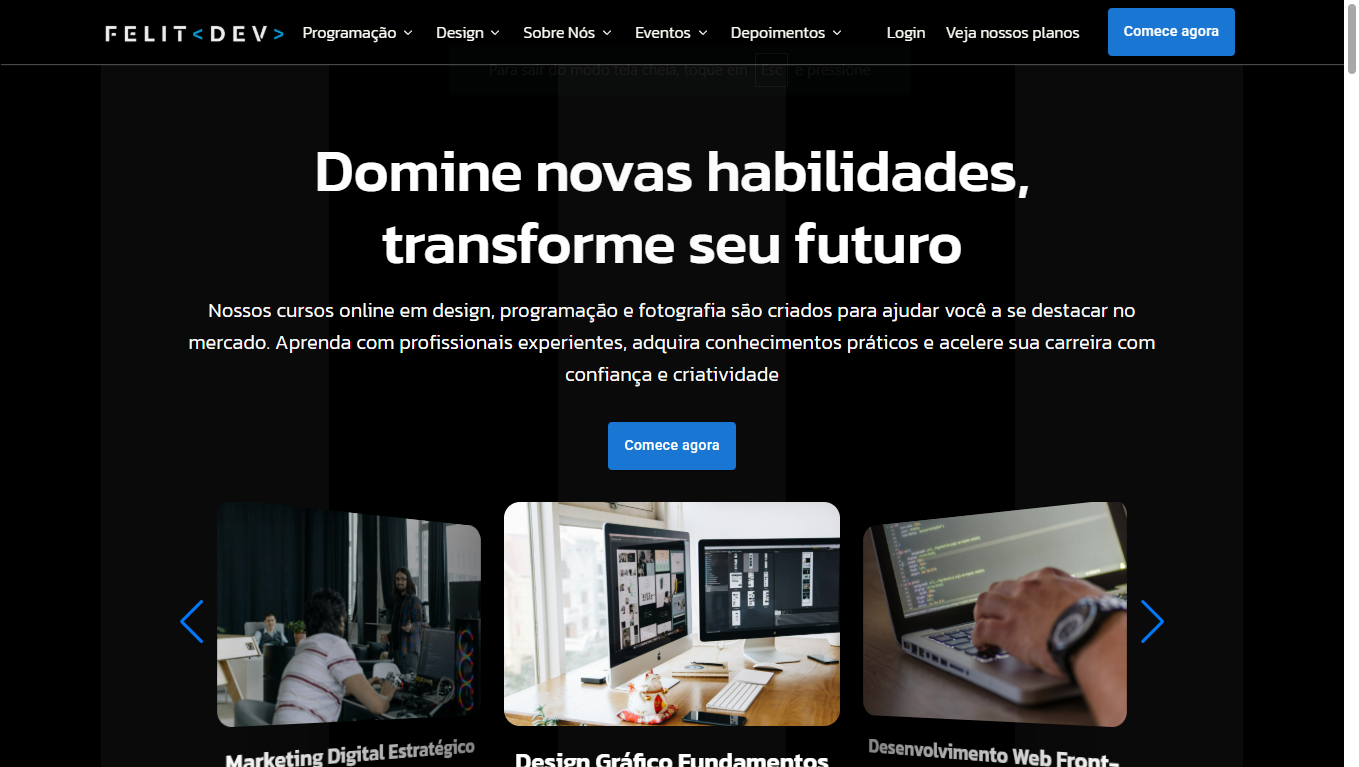 FELIT<DEV> Programação Design Sobre Nós Eventos Depoimentos Login Veja nossos planos Comece agora
Para sair do modo tela cheia, toque em Esc e pressione
Domine novas habilidades,
transforme seu futuro
Nossos cursos online em design, programação e fotografia são criados para ajudar você a se destacar no
mercado. Aprenda com profissionais experientes, adquira conhecimentos práticos e acelere sua carreira com
confiança e criatividade
Comece agora
Marketing Digital Estratégico
Design Gráfico Fundamentos
Desenvolvimento Web Front-